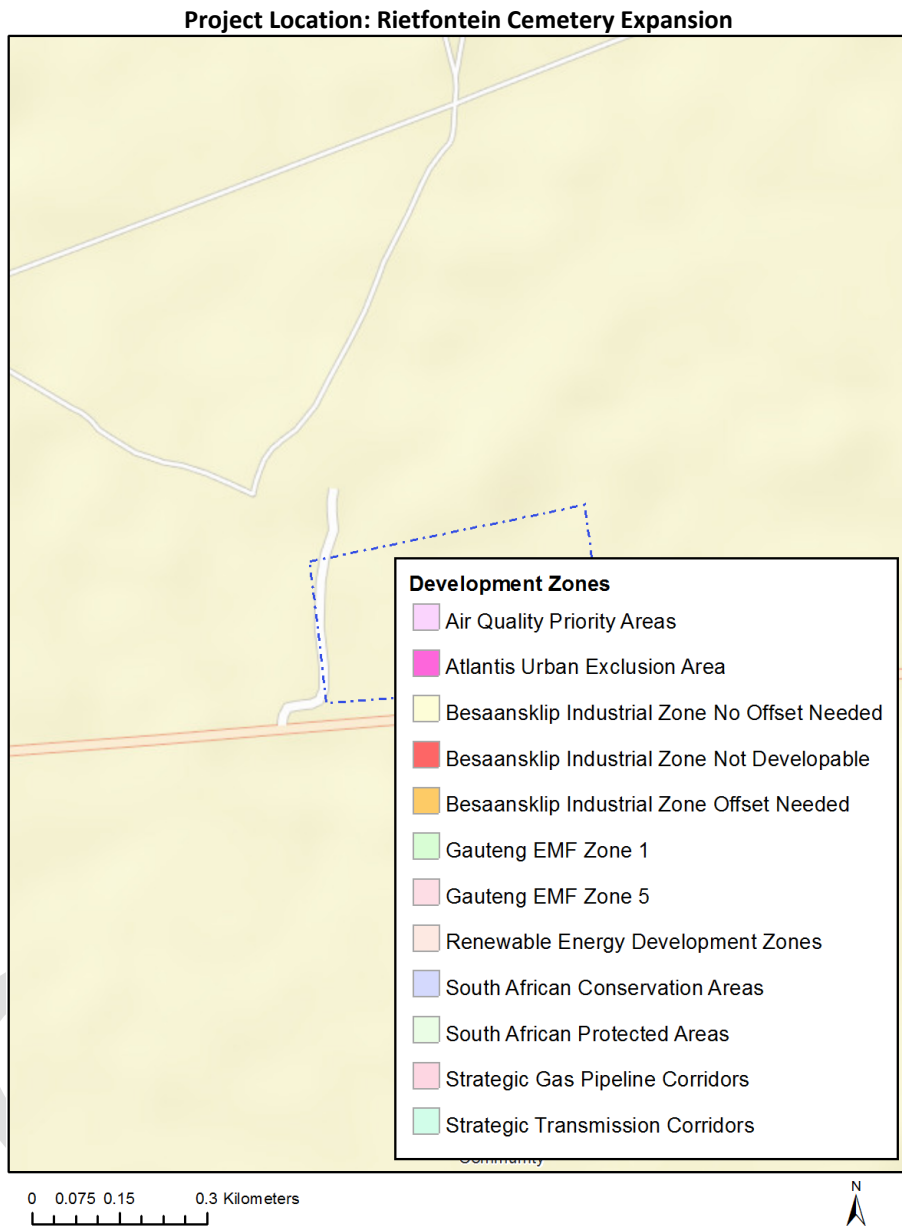 Project Location: Rietfontein Cemetery Expansion
Development Zones
Air Quality Priority Areas
Atlantis Urban Exclusion Area
Besaansklip Industrial Zone No Offset Needed
Besaansklip Industrial Zone Not Developable
Besaansklip Industrial Zone Offset Needed
Gauteng EMF Zone 1
Gauteng EMF Zone 5
Renewable Energy Development Zones
South African Conservation Areas
South African Protected Areas
Strategic Gas Pipeline Corridors
Strategic Transmission Corridors
Community
0 0.075 0.15 0.3 Kilometers
N